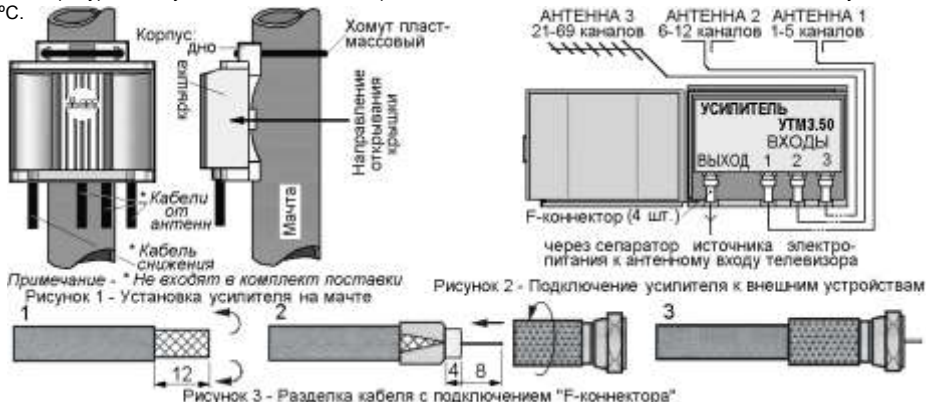 ºC.
Корпус:
дно
крышка
Хомут пласт-
массовый
Направление
открывания
крышки
Мачта
* Кабели
от
антенн
* Кабель
снижения
Примечание - * Не входят в комплект поставки
Рисунок 1 - Установка усилителя на мачте
АНТЕННА 3
21-69 каналов
АНТЕННА 2
6-12 каналов
АНТЕННА 1
1-5 каналов
УСИЛИТЕЛЬ
УТМ3.50
ВХОДЫ
ВЫХОД 1 2 3
F-коннектор (4 шт.)
через сепаратор источника электро-
питания к антенному входу телевизора
Рисунок 2 - Подключение усилителя к внешним устройствам
1
12
2
4 8
3
Рисунок 3 - Разделка кабеля с подключением "F-коннектора"